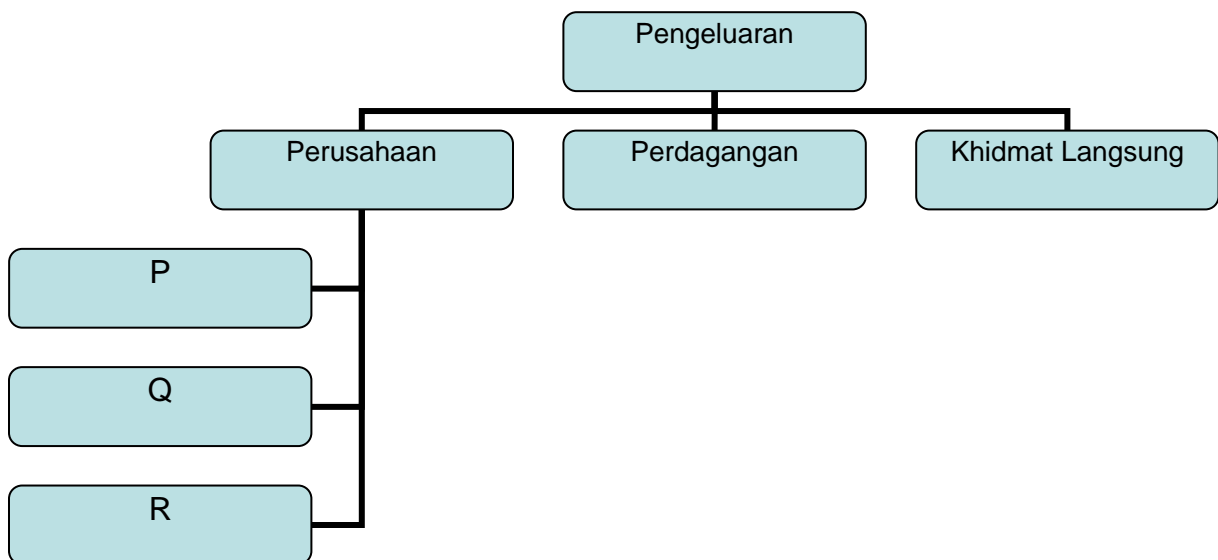 Pengeluaran
Perusahaan
Perdagangan
Khidmat Langsung
P
Q
R